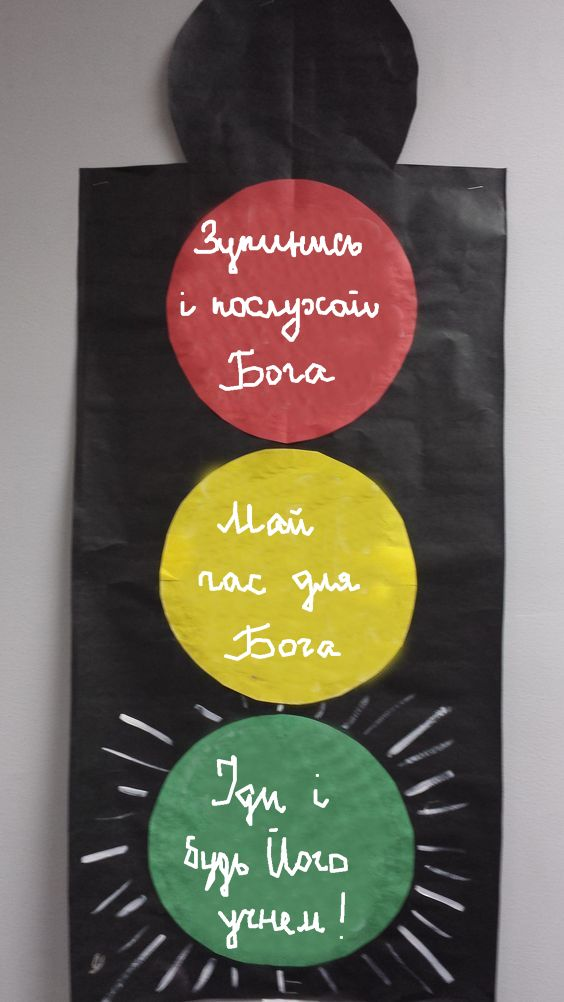 Зупинись
і послухай
Бога
Май
час для
Бога
Іди і
будь Його
учнем!